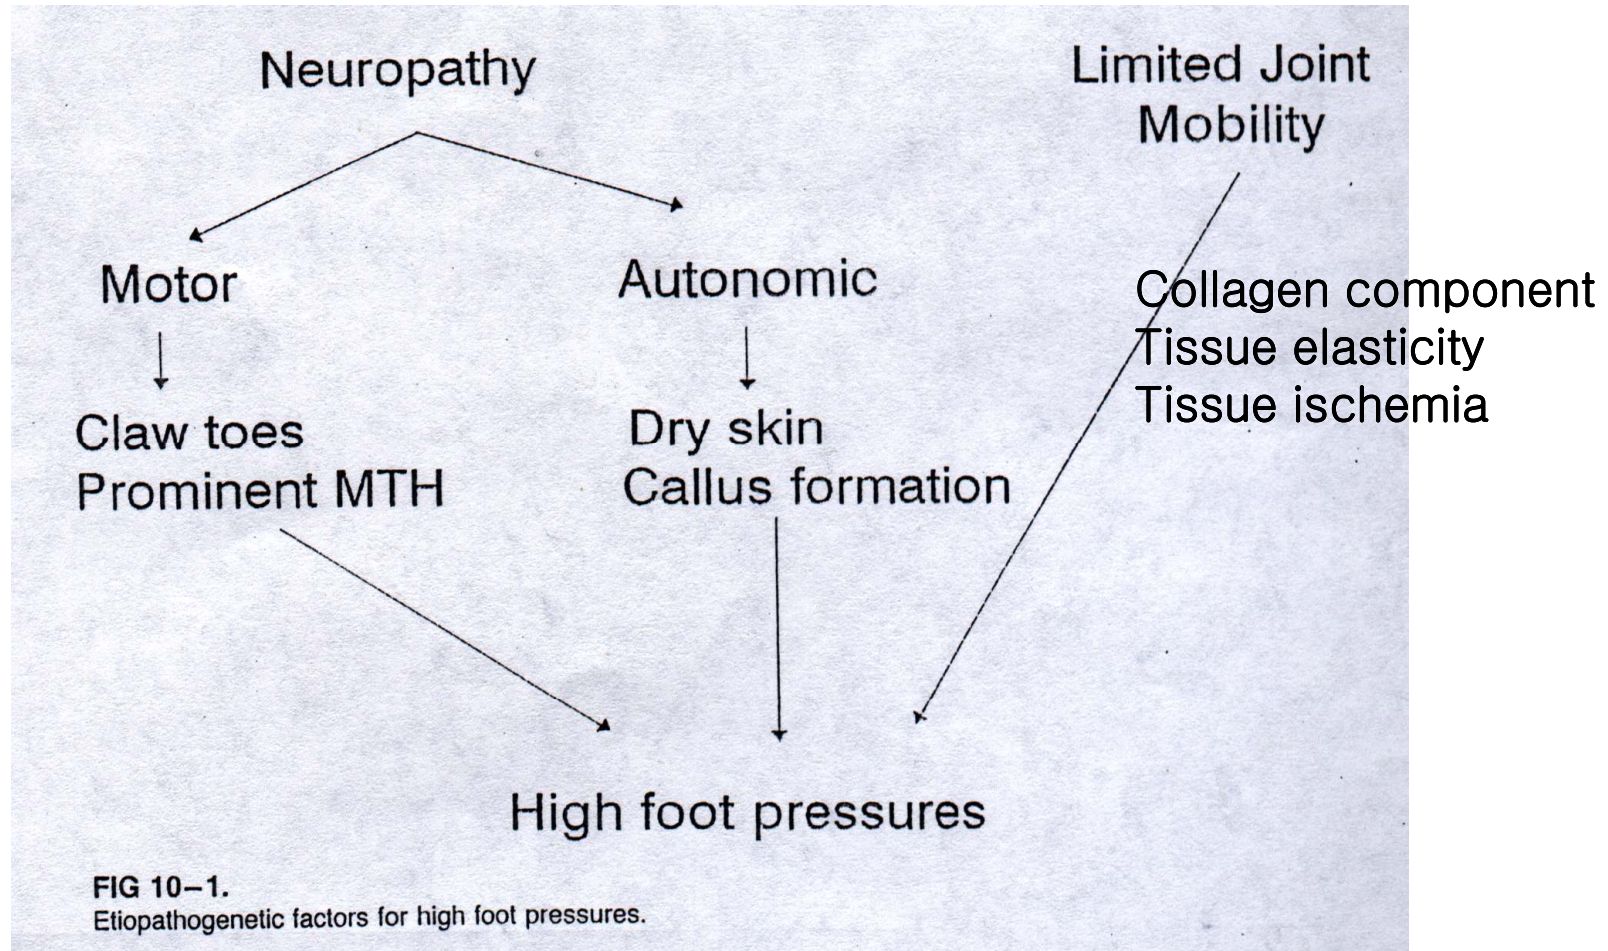 Neuropathy
Limited Joint
Mobility
Motor
Autonomic
Collagen component
Tissue elasticity
Tissue ischemia
Claw toes
Prominent MTH
Dry skin
Callus formation
High foot pressures
FIG 10–1.
Etiopathogenetic factors for high foot pressures.